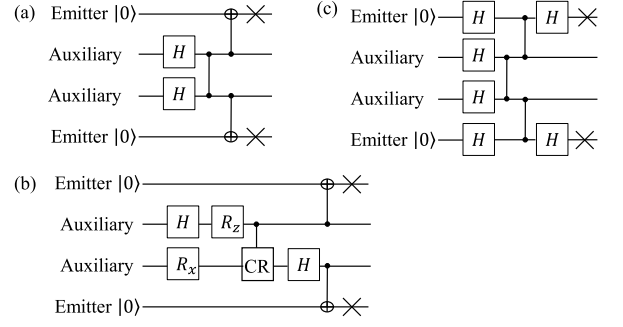 (a)
Emitter |0⟩
Auxiliary H
Auxiliary H
Emitter |0⟩
(c)
Emitter |0⟩ H H
Auxiliary H
Auxiliary H
Emitter |0⟩ H H
(b)
Emitter |0⟩
Auxiliary H R_z
Auxiliary R_x CR H
Emitter |0⟩